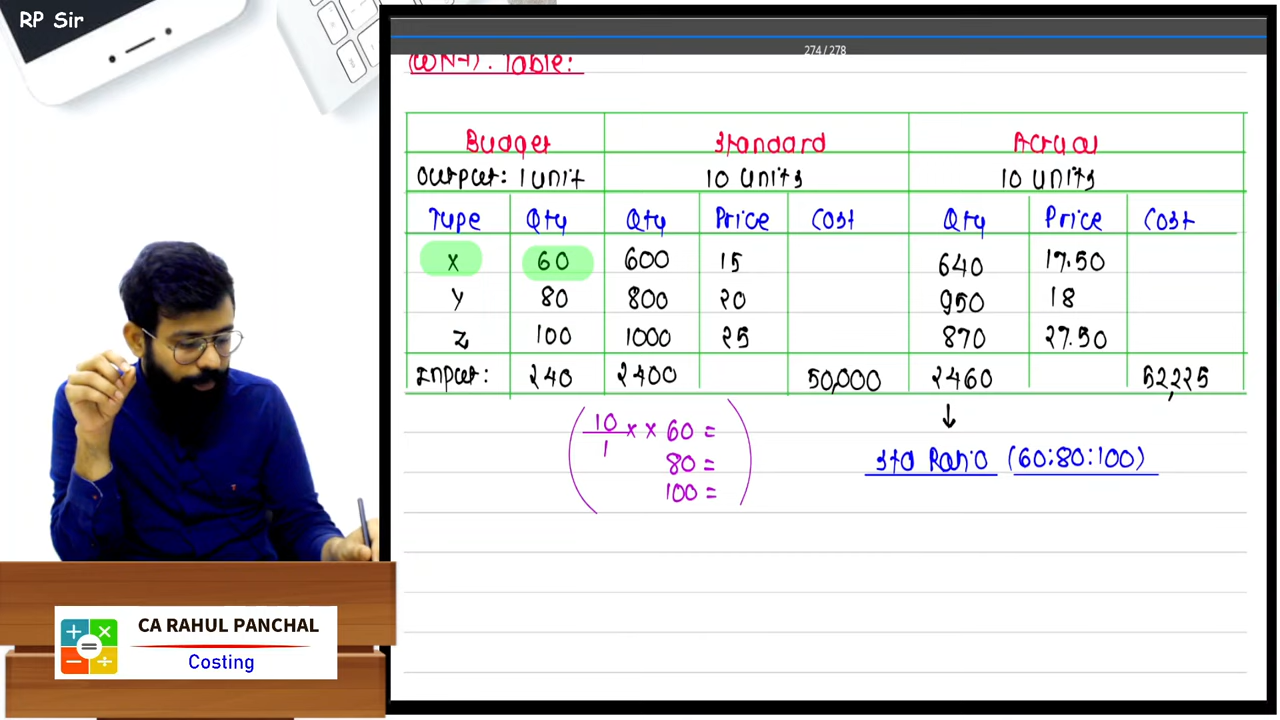 RP Sir
274 / 278
(WN-1). Table:
Budget Standard Actual
Output: 1 Unit 10 Units 10 Units
Type Qty Qty Price Cost Qty Price Cost
X 60 600 15 640 17.50
Y 80 800 20 950 18
Z 100 1000 25 870 27.50
Input: 240 2400 50,000 2460 52,225
10/1 x x 60 =
80 =
100 =
↓
Std Ratio (60:80:100)
CA RAHUL PANCHAL
Costing